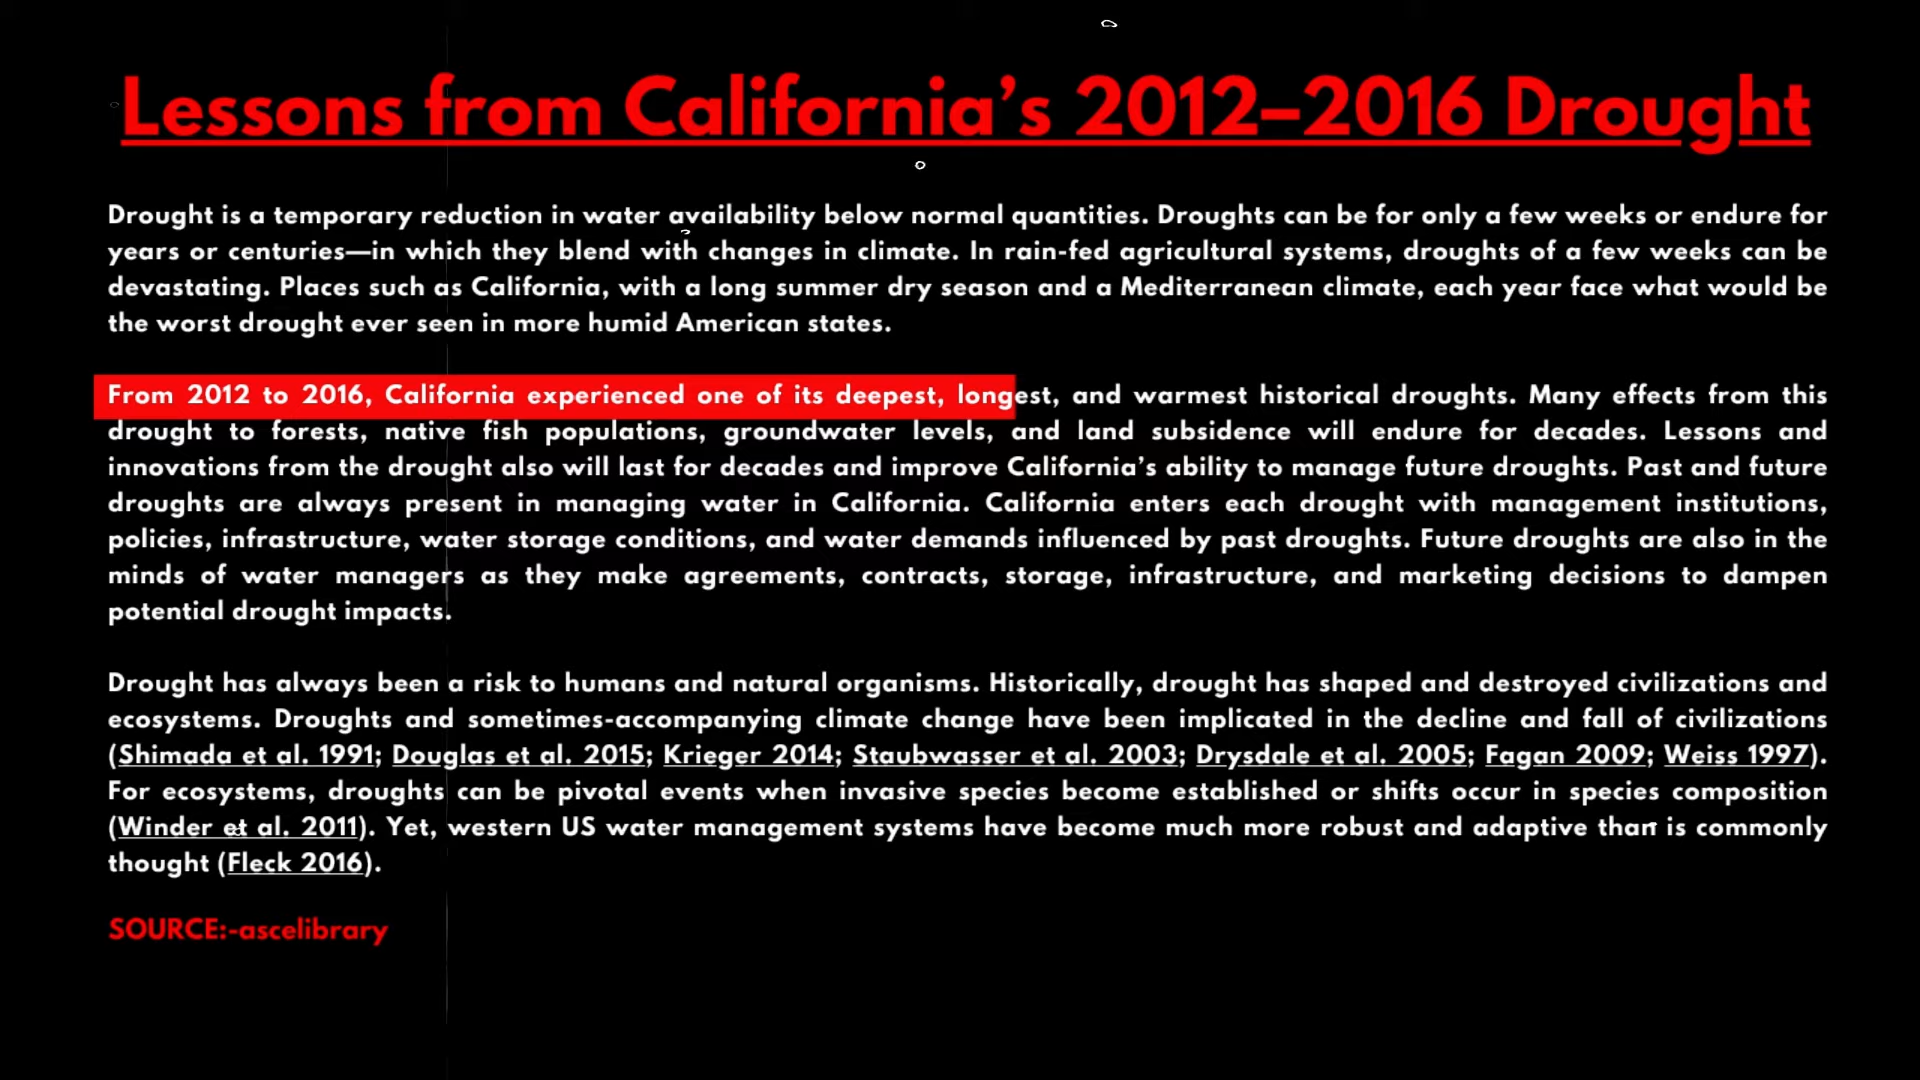 Lessons from California’s 2012–2016 Drought
Drought is a temporary reduction in water availability below normal quantities. Droughts can be for only a few weeks or endure for
years or centuries—in which they blend with changes in climate. In rain-fed agricultural systems, droughts of a few weeks can be
devastating. Places such as California, with a long summer dry season and a Mediterranean climate, each year face what would be
the worst drought ever seen in more humid American states.
From 2012 to 2016, California experienced one of its deepest, longest, and warmest historical droughts. Many effects from this
drought to forests, native fish populations, groundwater levels, and land subsidence will endure for decades. Lessons and
innovations from the drought also will last for decades and improve California’s ability to manage future droughts. Past and future
droughts are always present in managing water in California. California enters each drought with management institutions,
policies, infrastructure, water storage conditions, and water demands influenced by past droughts. Future droughts are also in the
minds of water managers as they make agreements, contracts, storage, infrastructure, and marketing decisions to dampen
potential drought impacts.
Drought has always been a risk to humans and natural organisms. Historically, drought has shaped and destroyed civilizations and
ecosystems. Droughts and sometimes-accompanying climate change have been implicated in the decline and fall of civilizations
(Shimada et al. 1991; Douglas et al. 2015; Krieger 2014; Staubwasser et al. 2003; Drysdale et al. 2005; Fagan 2009; Weiss 1997).
For ecosystems, droughts can be pivotal events when invasive species become established or shifts occur in species composition
(Winder et al. 2011). Yet, western US water management systems have become much more robust and adaptive than is commonly
thought (Fleck 2016).
SOURCE:-ascelibrary